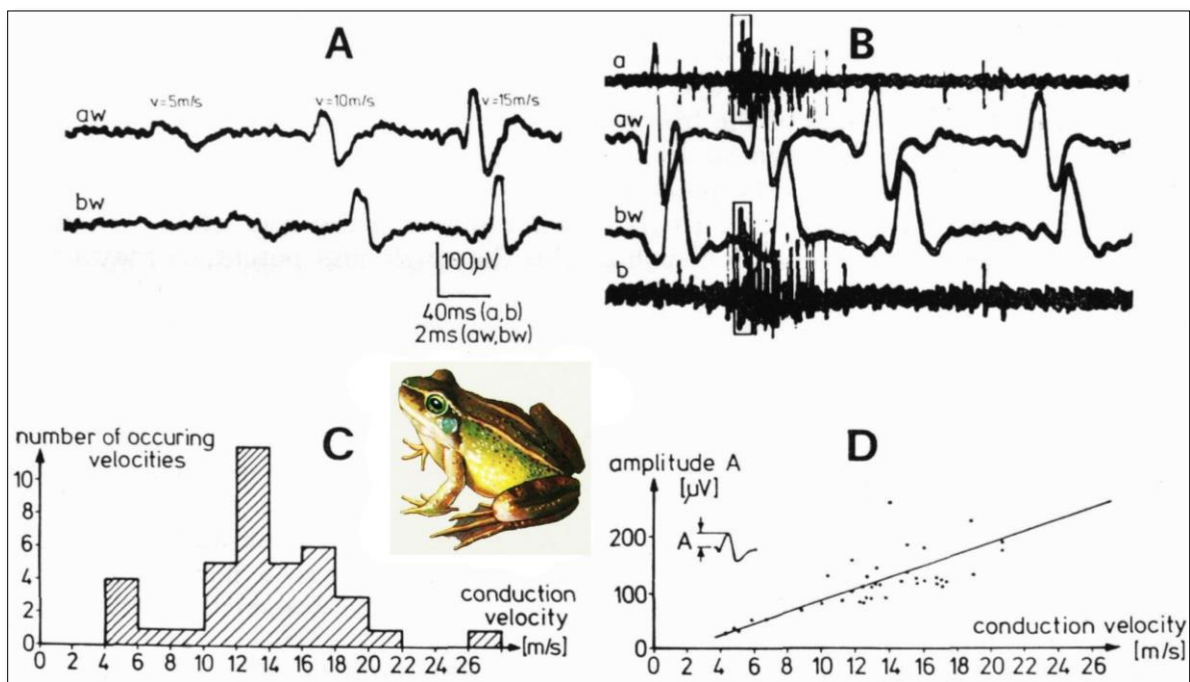 A
v=5m/s
v=10m/s
v=15m/s
aw
bw
100µV
40ms(a,b)
2ms(aw,bw)
B
a
aw
bw
b
C
number of occuring
velocities
10
8
6
4
2
0
0 2 4 6 8 10 12 14 16 18 20 22 24 26
conduction
velocity
[m/s]
D
amplitude A
[µV]
A
200
100
0
0 2 4 6 8 10 12 14 16 18 20 22 24 26
conduction velocity
[m/s]